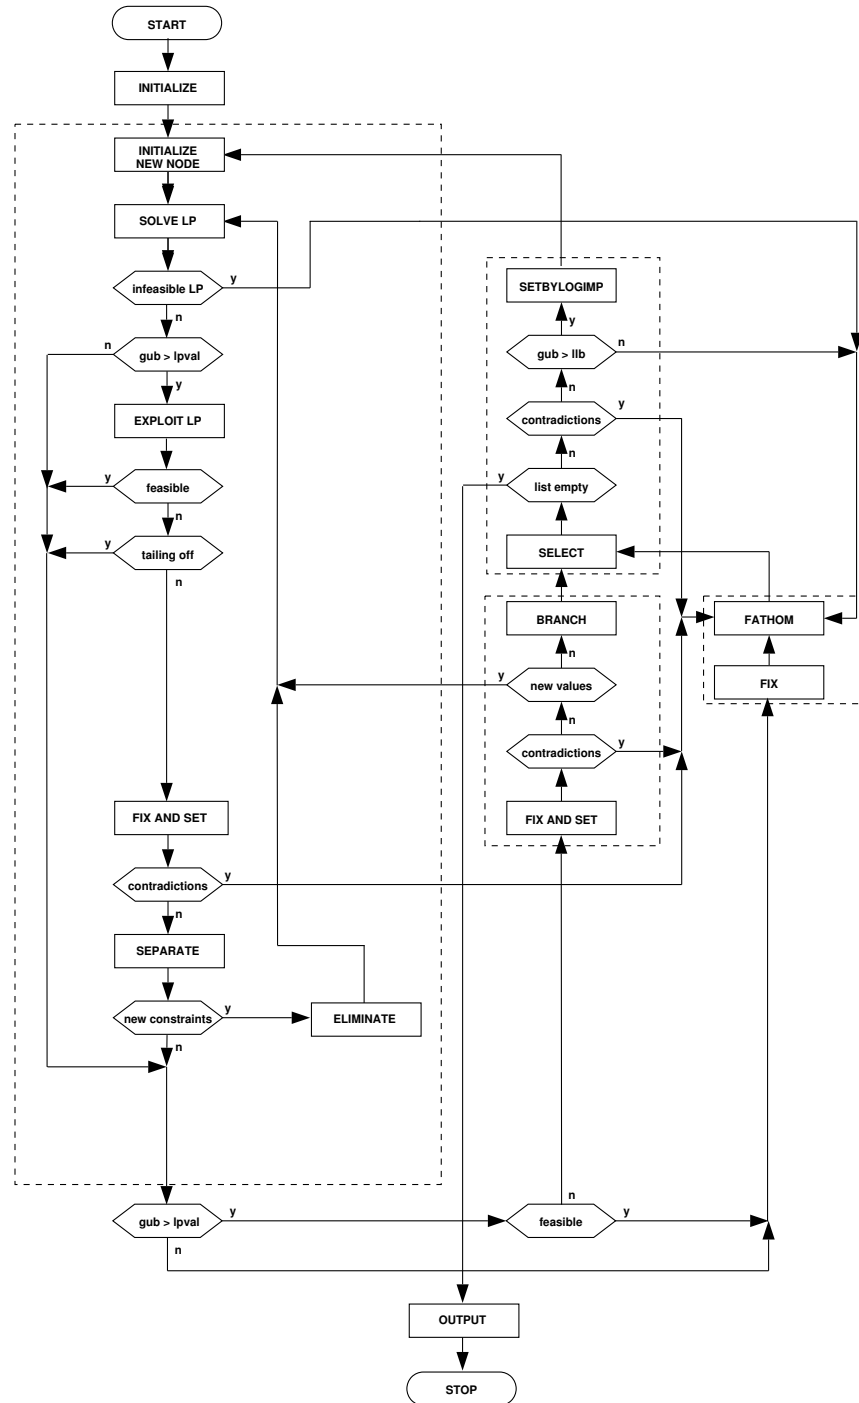 START
INITIALIZE
INITIALIZE
NEW NODE
SOLVE LP
infeasible LP
y
n
n
gub > lpval
y
EXPLOIT LP
y
feasible
n
y
tailing off
n
FIX AND SET
contradictions
y
n
SEPARATE
new constraints
y
n
ELIMINATE
gub > lpval
y
n
SETBYLOGIMP
y
gub > llb
n
n
contradictions
y
n
y
list empty
SELECT
BRANCH
n
y
new values
n
contradictions
y
FIX AND SET
n
feasible
y
FATHOM
FIX
OUTPUT
STOP